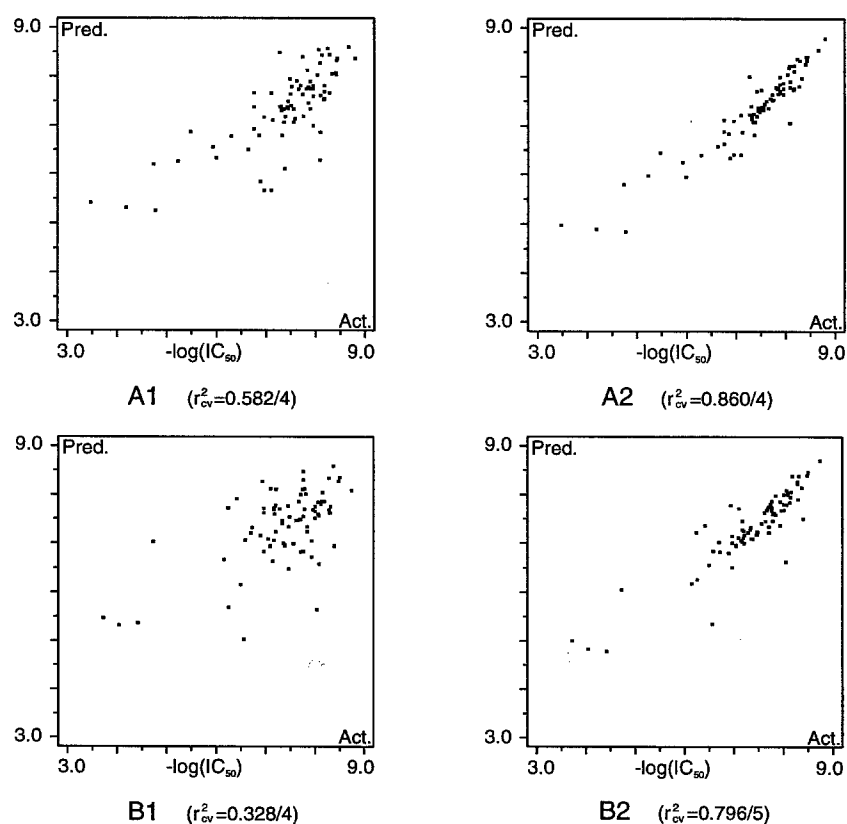 9.0 Pred.
3.0 Act.
3.0 -log(IC₅₀) 9.0
A1 (r²cv=0.582/4)
9.0 Pred.
3.0 Act.
3.0 -log(IC₅₀) 9.0
A2 (r²cv=0.860/4)
9.0 Pred.
3.0 Act.
3.0 -log(IC₅₀) 9.0
B1 (r²cv=0.328/4)
9.0 Pred.
3.0 Act.
3.0 -log(IC₅₀) 9.0
B2 (r²cv=0.796/5)